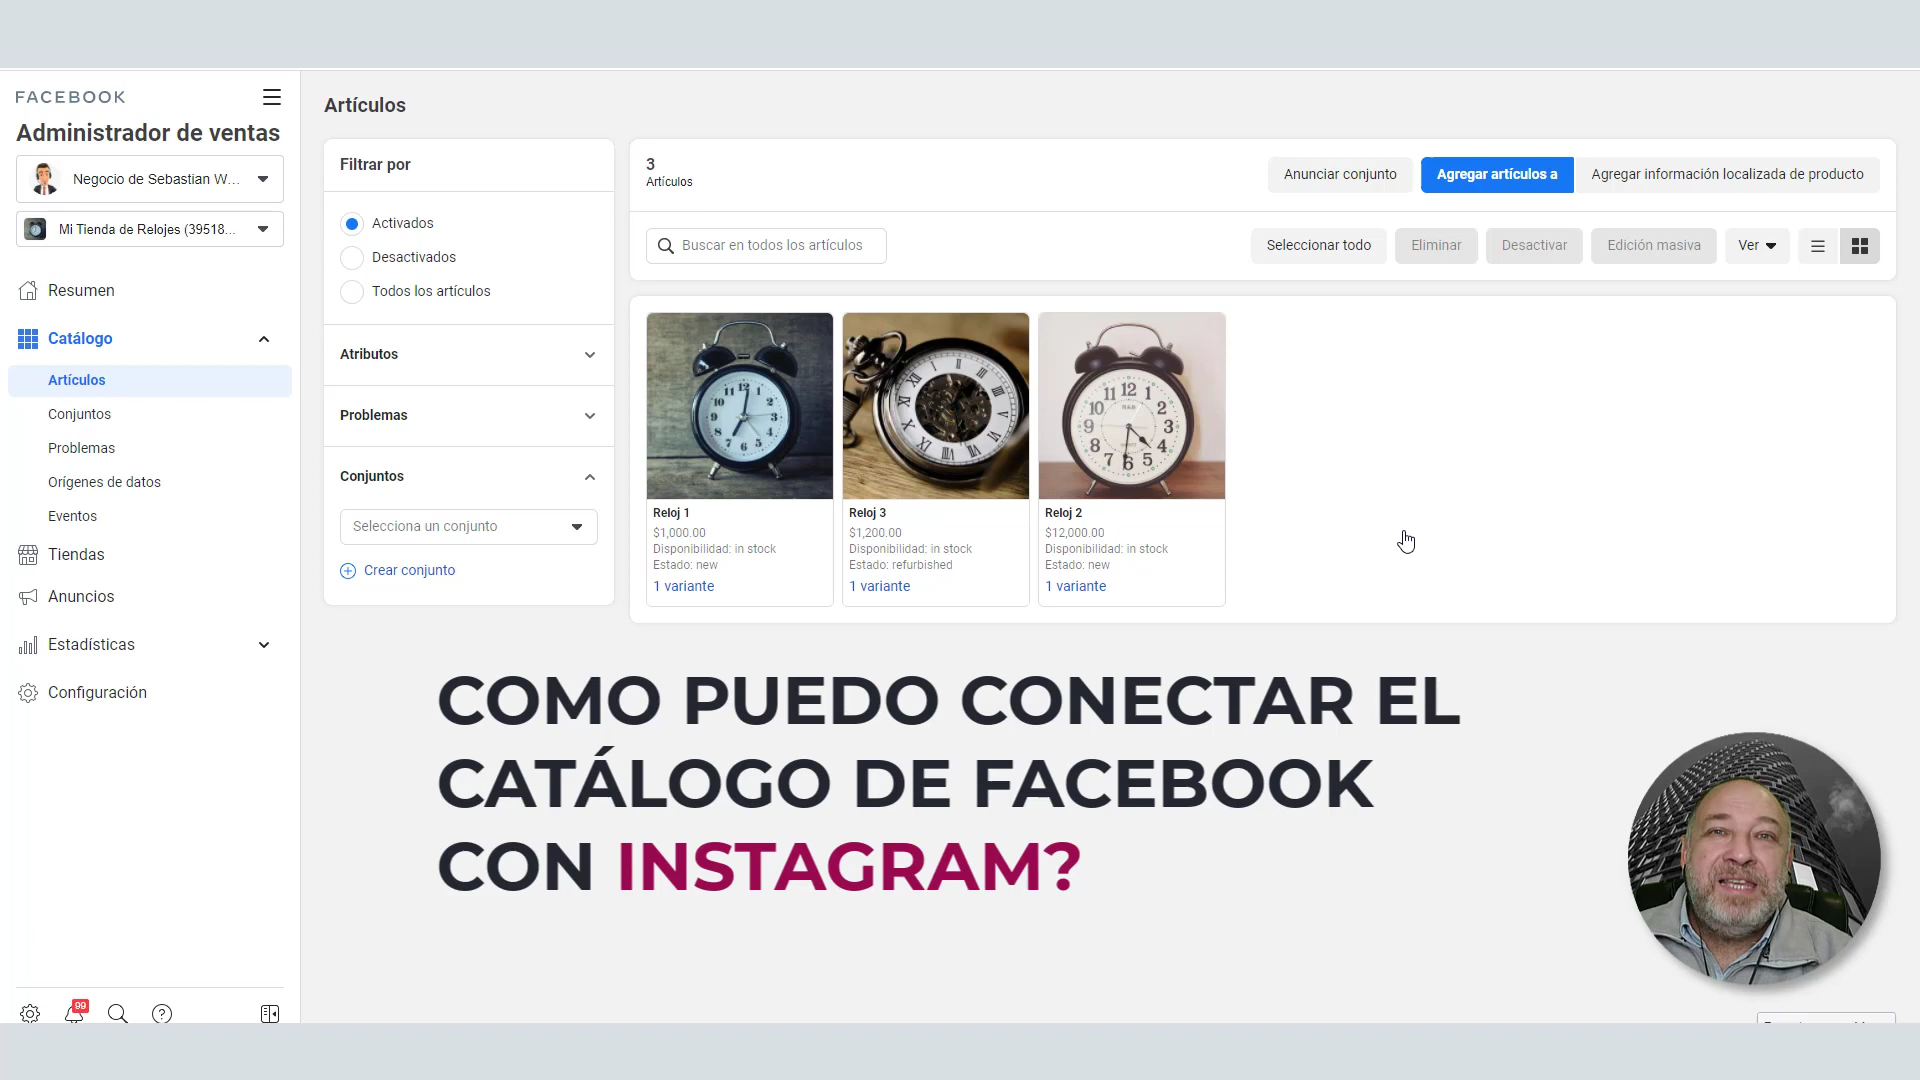 FACEBOOK
Administrador de ventas
Negocio de Sebastian W...
Mi Tienda de Relojes (39518...
Resumen
Catálogo
Artículos
Conjuntos
Problemas
Orígenes de datos
Eventos
Tiendas
Anuncios
Estadísticas
Configuración
99
Artículos
Filtrar por
Activados
Desactivados
Todos los artículos
Atributos
Problemas
Conjuntos
Selecciona un conjunto
Crear conjunto
3
Artículos
Anunciar conjunto
Agregar artículos a
Agregar información localizada de producto
Buscar en todos los artículos
Seleccionar todo
Eliminar
Desactivar
Edición masiva
Ver
Reloj 1
$1,000.00
Disponibilidad: in stock
Estado: new
1 variante
Reloj 3
$1,200.00
Disponibilidad: in stock
Estado: refurbished
1 variante
Reloj 2
$12,000.00
Disponibilidad: in stock
Estado: new
1 variante
COMO PUEDO CONECTAR EL
CATÁLOGO DE FACEBOOK
CON INSTAGRAM?